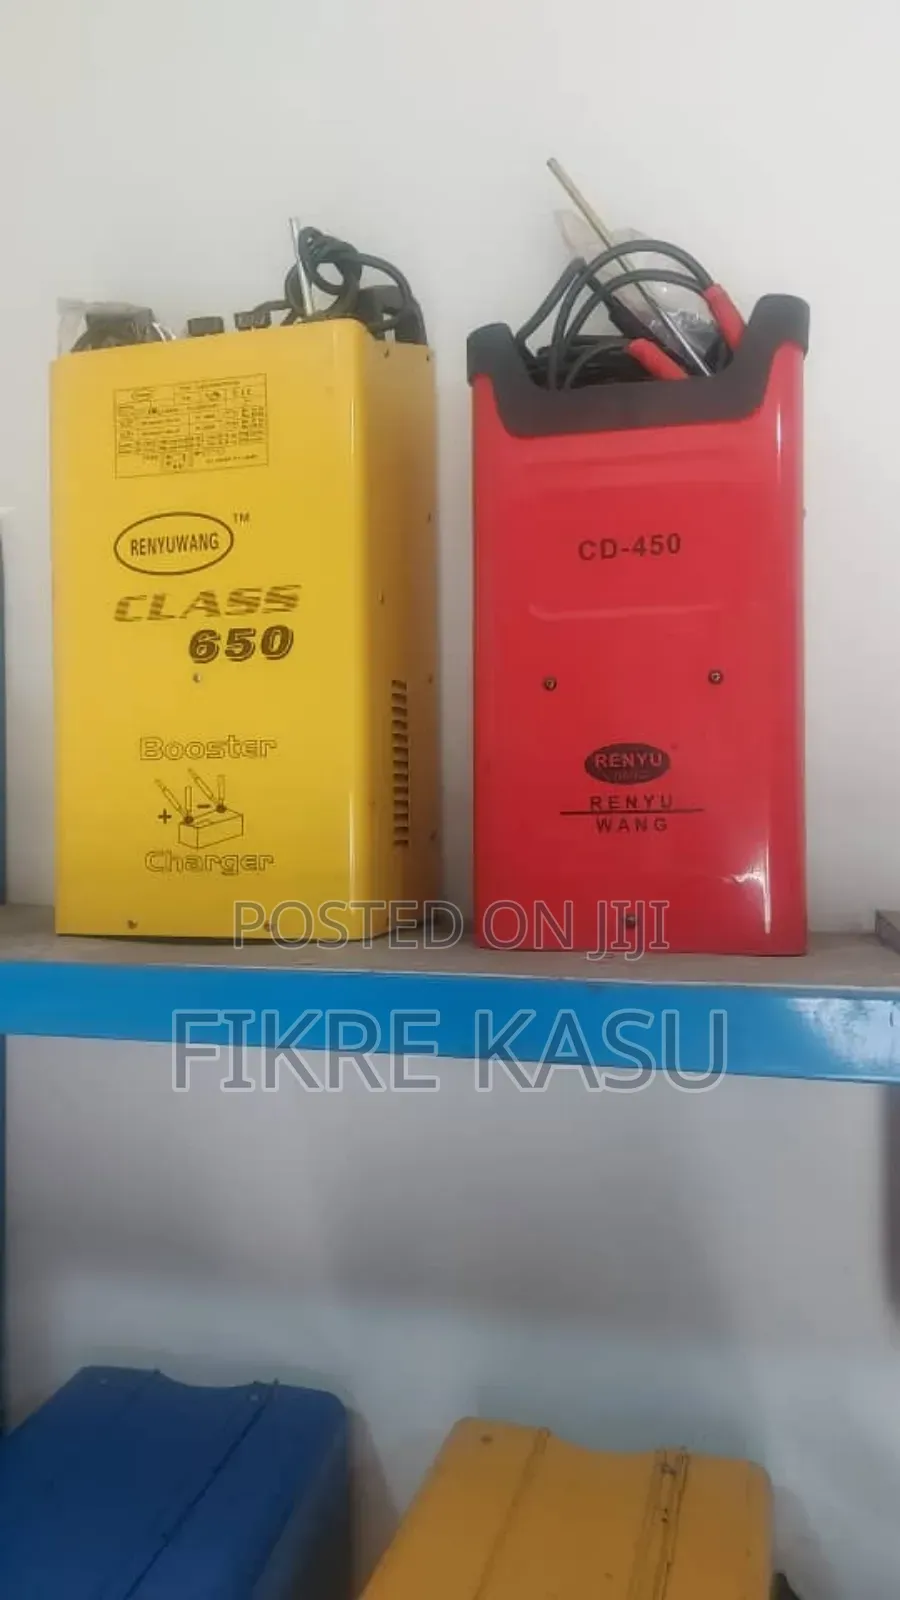 RENYUWANG
TM
CLASS
650
Booster
+ -
Charger
CD-450
RENYU
RENYU
WANG
POSTED ON JIJI
FIKRE KASU